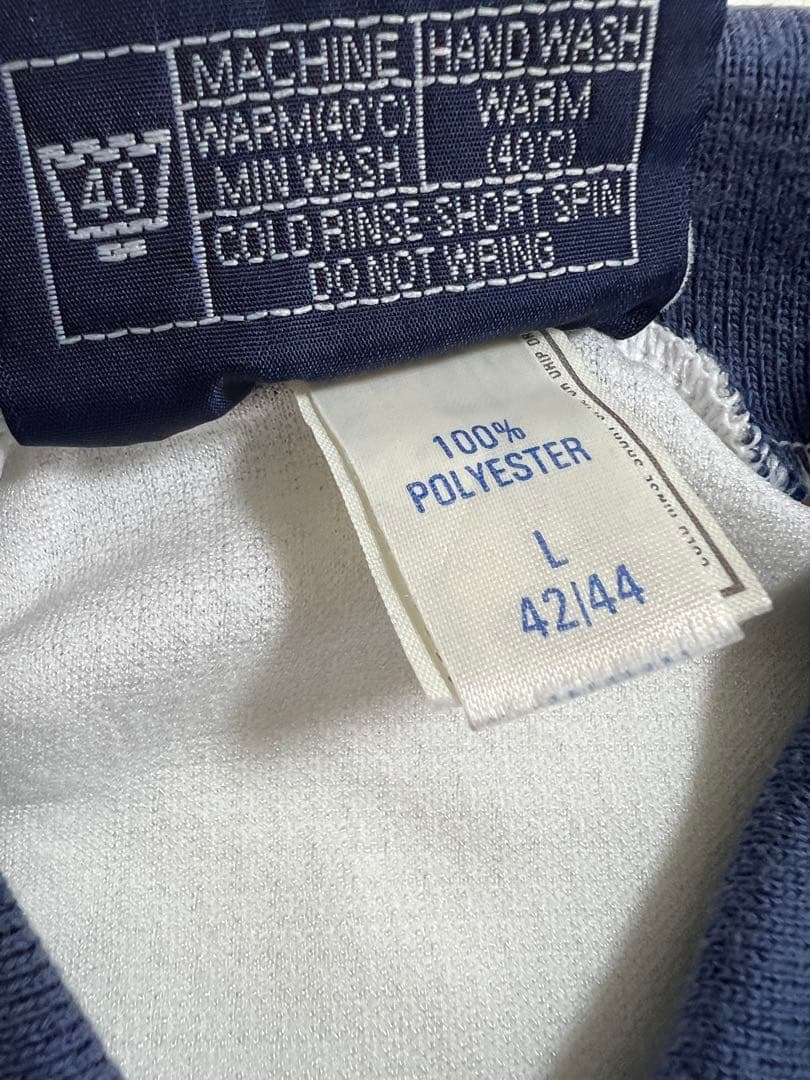 40
MACHINE
WARM(40°C)
MIN WASH
HAND WASH
WARM
(40°C)
COLD RINSE·SHORT SPIN
DO NOT WRING
100%
POLYESTER
L
42/44